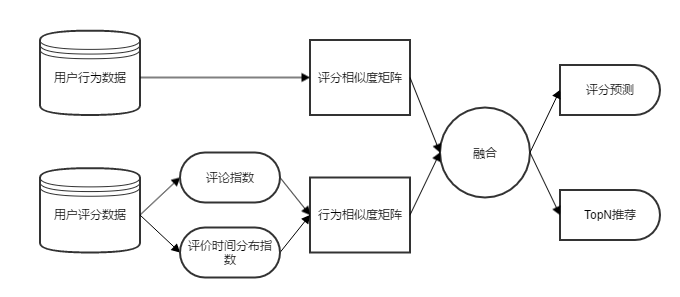 用户行为数据
评分相似度矩阵
评分预测
融合
评论指数
用户评分数据
行为相似度矩阵
TopN推荐
评价时间分布指
数